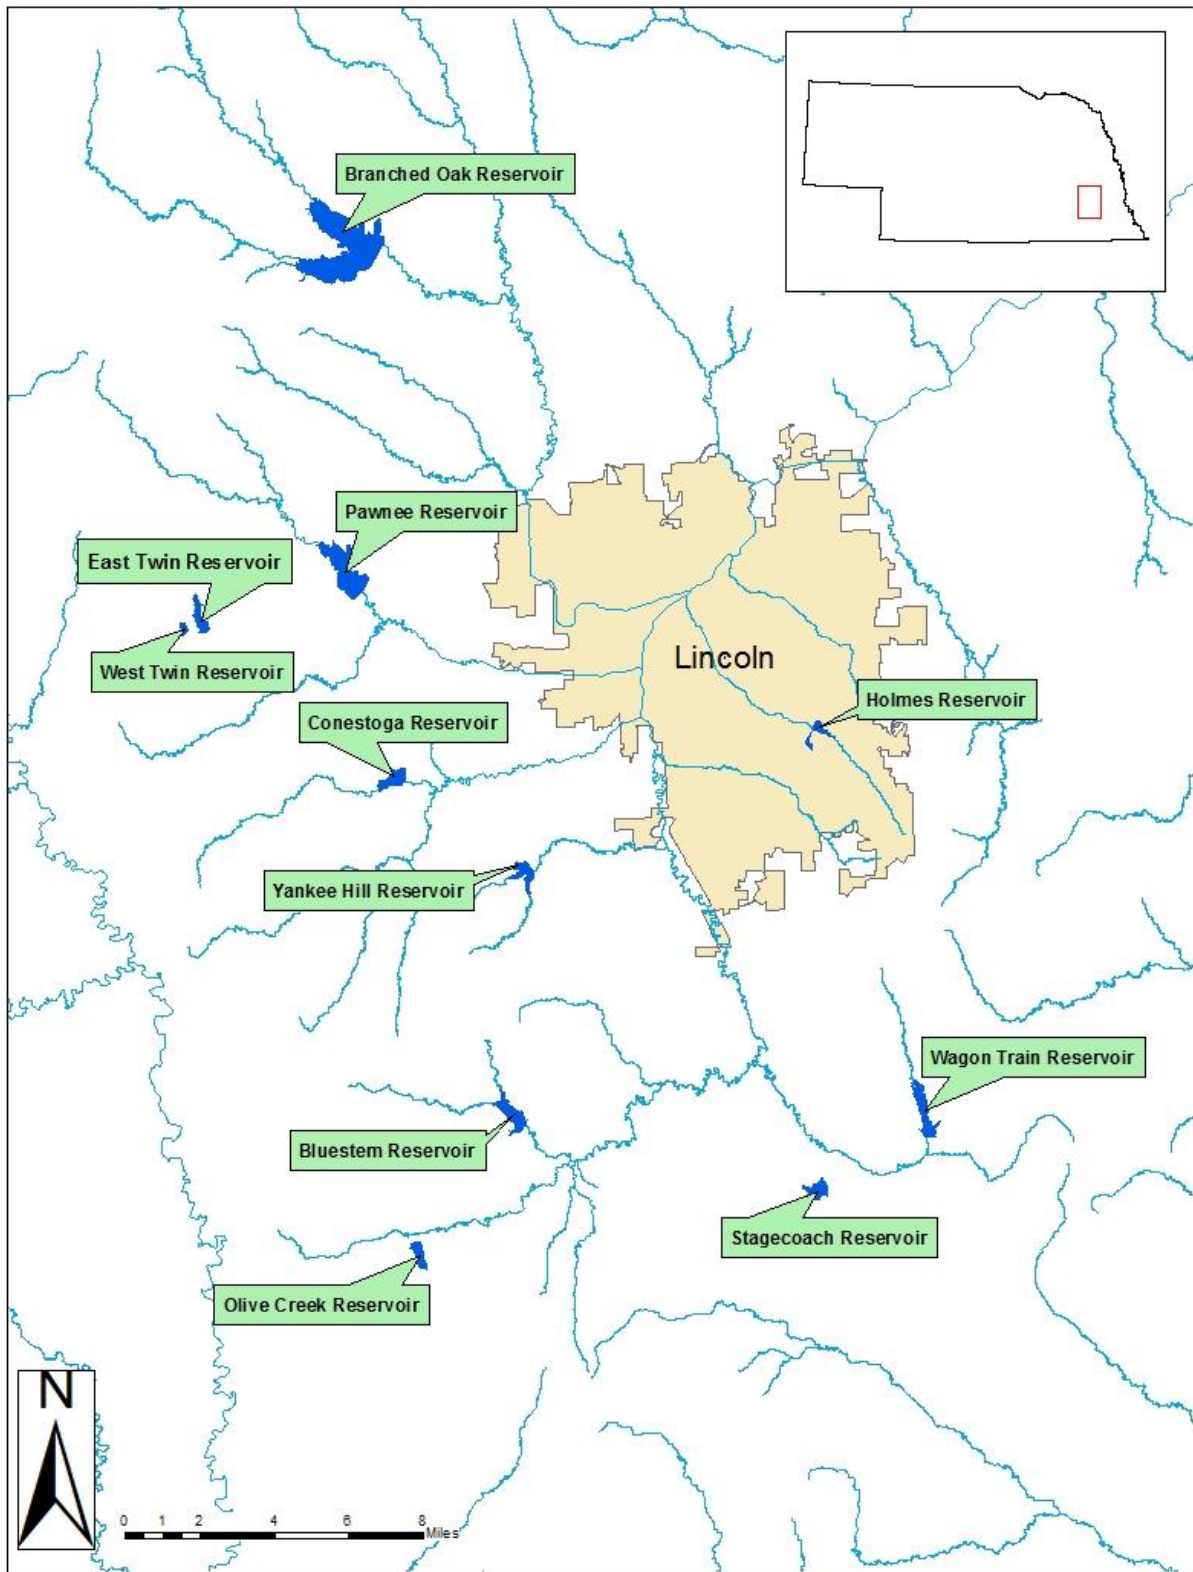 Branched Oak Reservoir
Pawnee Reservoir
East Twin Reservoir
West Twin Reservoir
Lincoln
Holmes Reservoir
Conestoga Reservoir
Yankee Hill Reservoir
Wagon Train Reservoir
Bluestem Reservoir
Stagecoach Reservoir
Olive Creek Reservoir
N
0 1 2 4 6 8 Miles